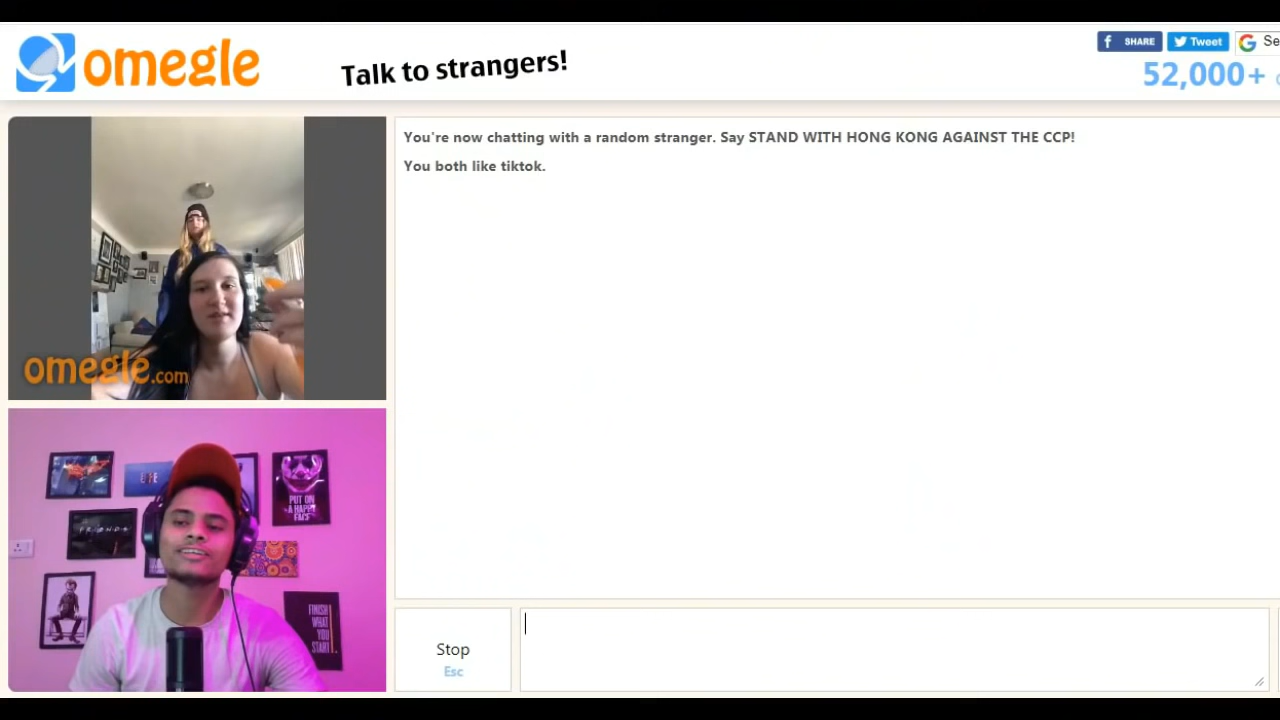 omegle
Talk to strangers!
SHARE
Tweet
Se
52,000+
You're now chatting with a random stranger. Say STAND WITH HONG KONG AGAINST THE CCP!
You both like tiktok.
omegle.com
FRIENDS
PUT ON
A HAPPY
FACE
FINISH
WHAT
YOU
START.
Stop
Esc